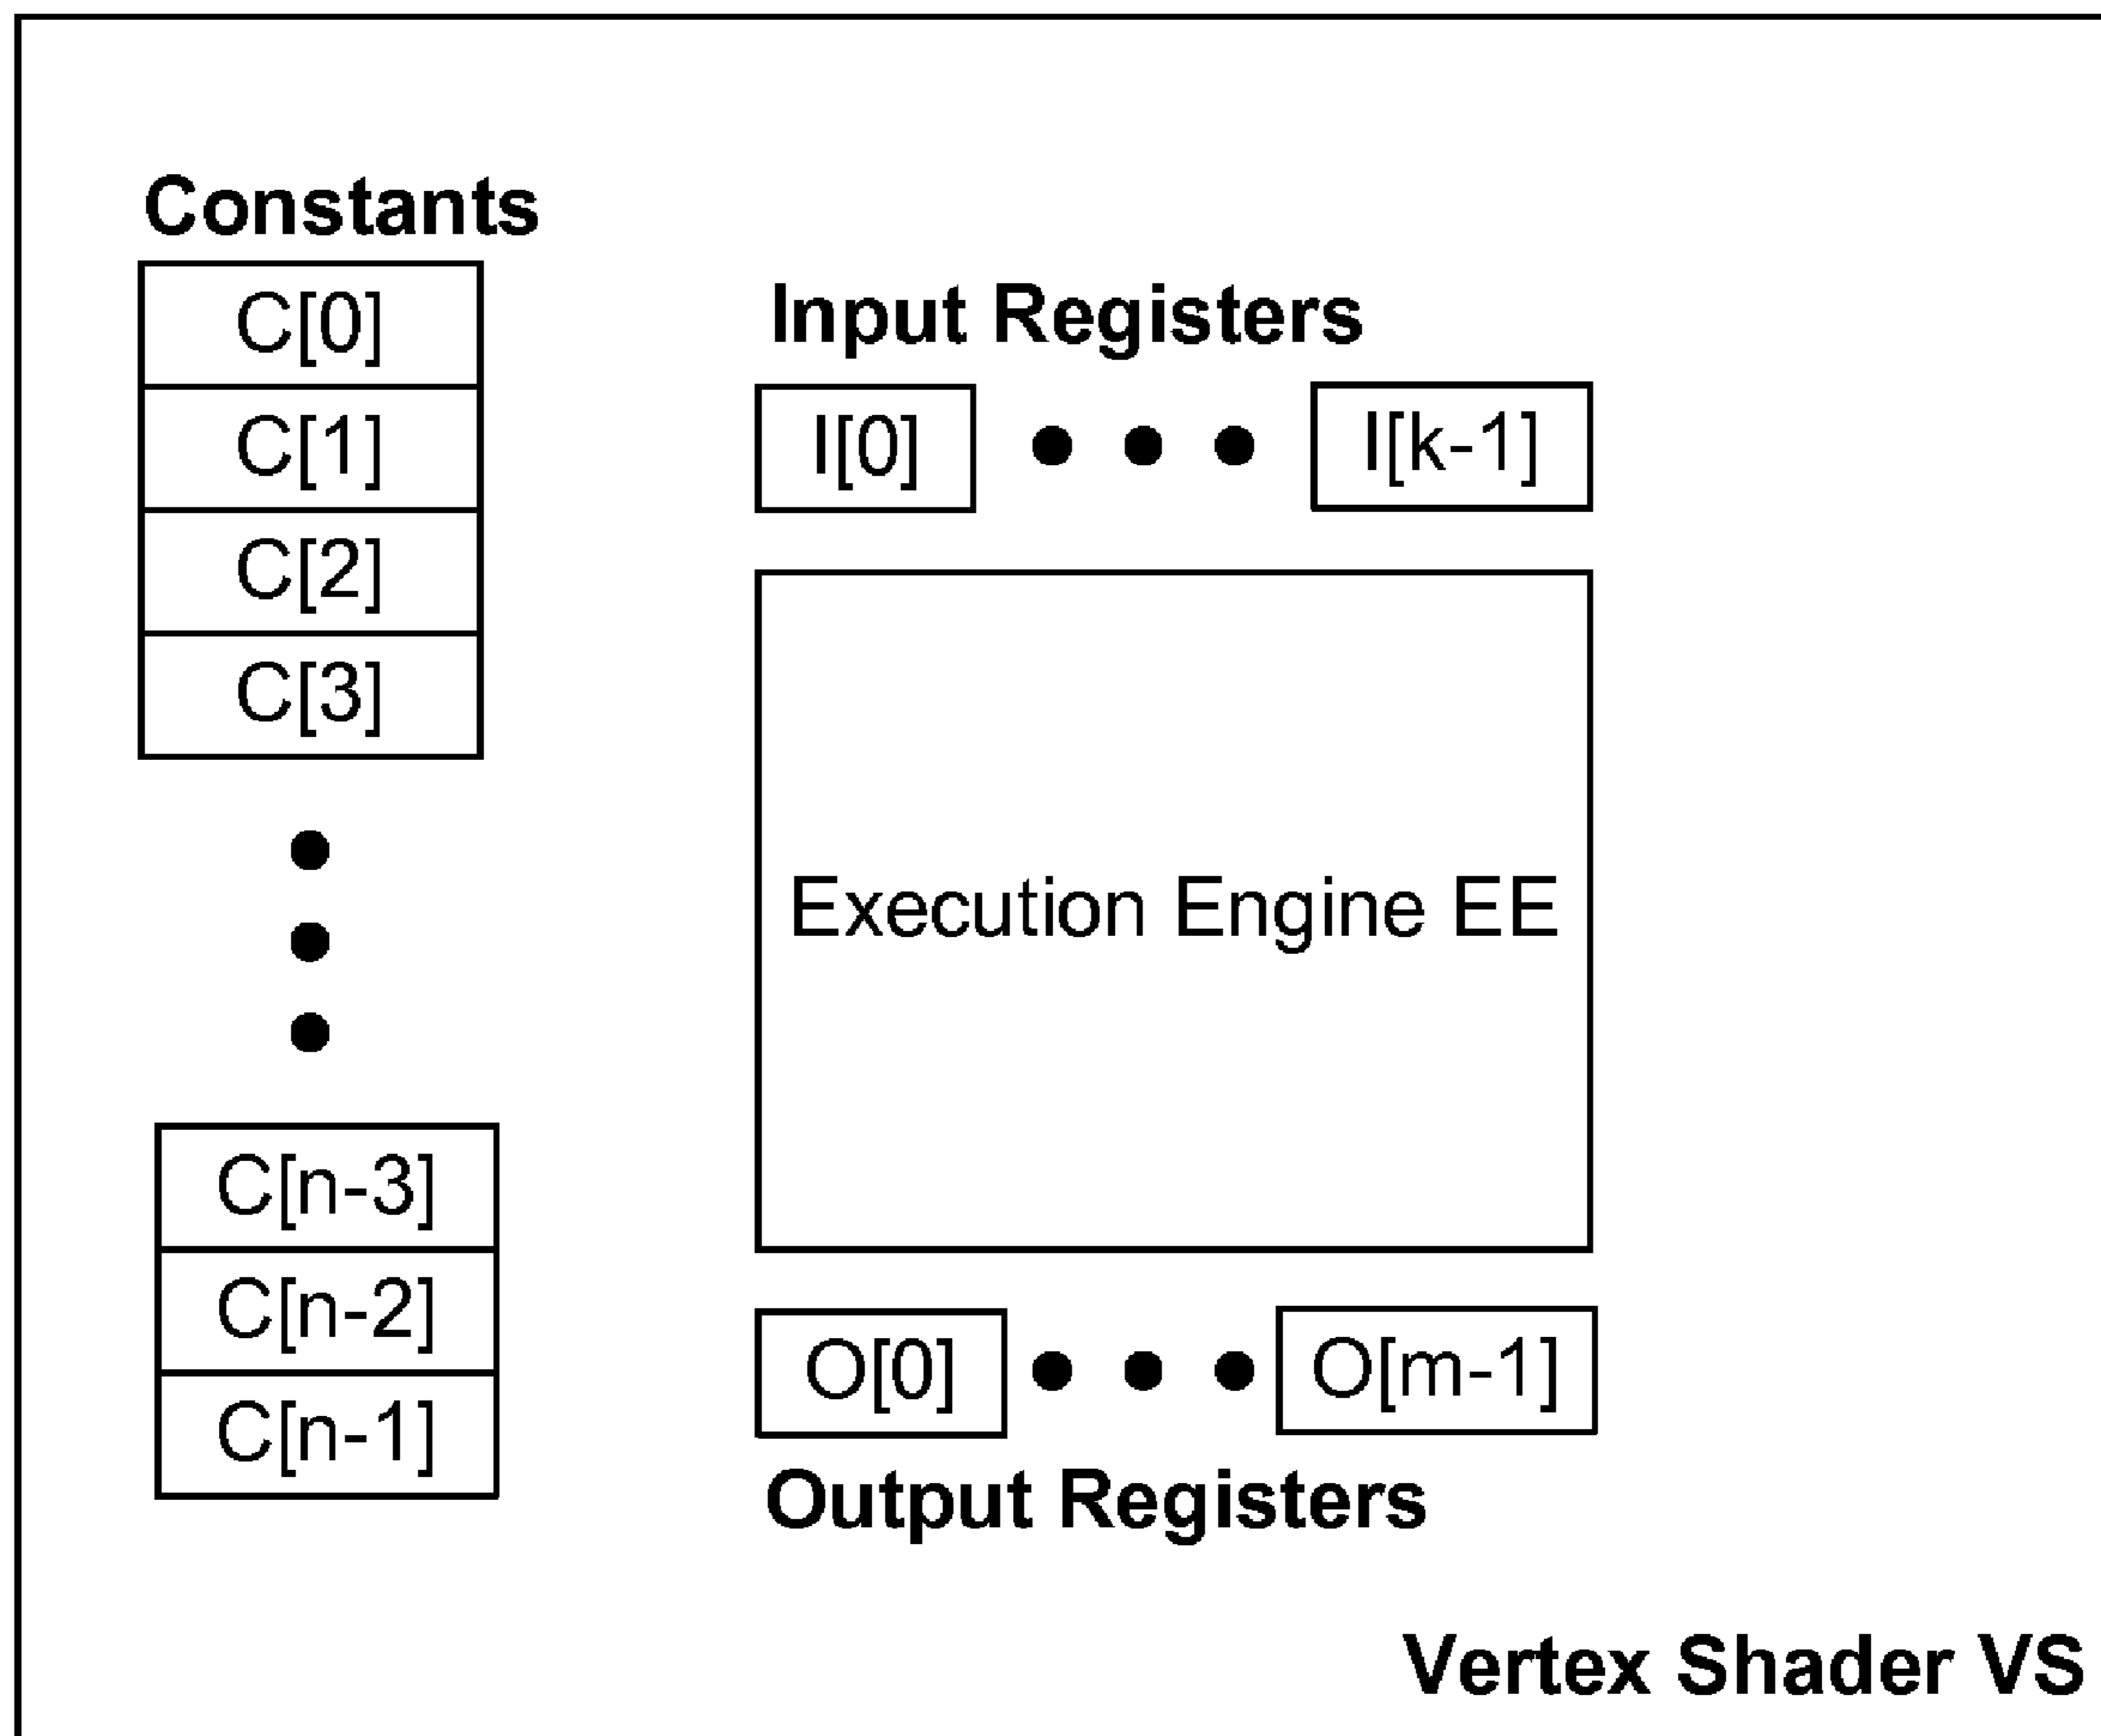 Constants
C[0]
C[1]
C[2]
C[3]
C[n-3]
C[n-2]
C[n-1]
Input Registers
I[0] I[k-1]
Execution Engine EE
O[0] O[m-1]
Output Registers
Vertex Shader VS